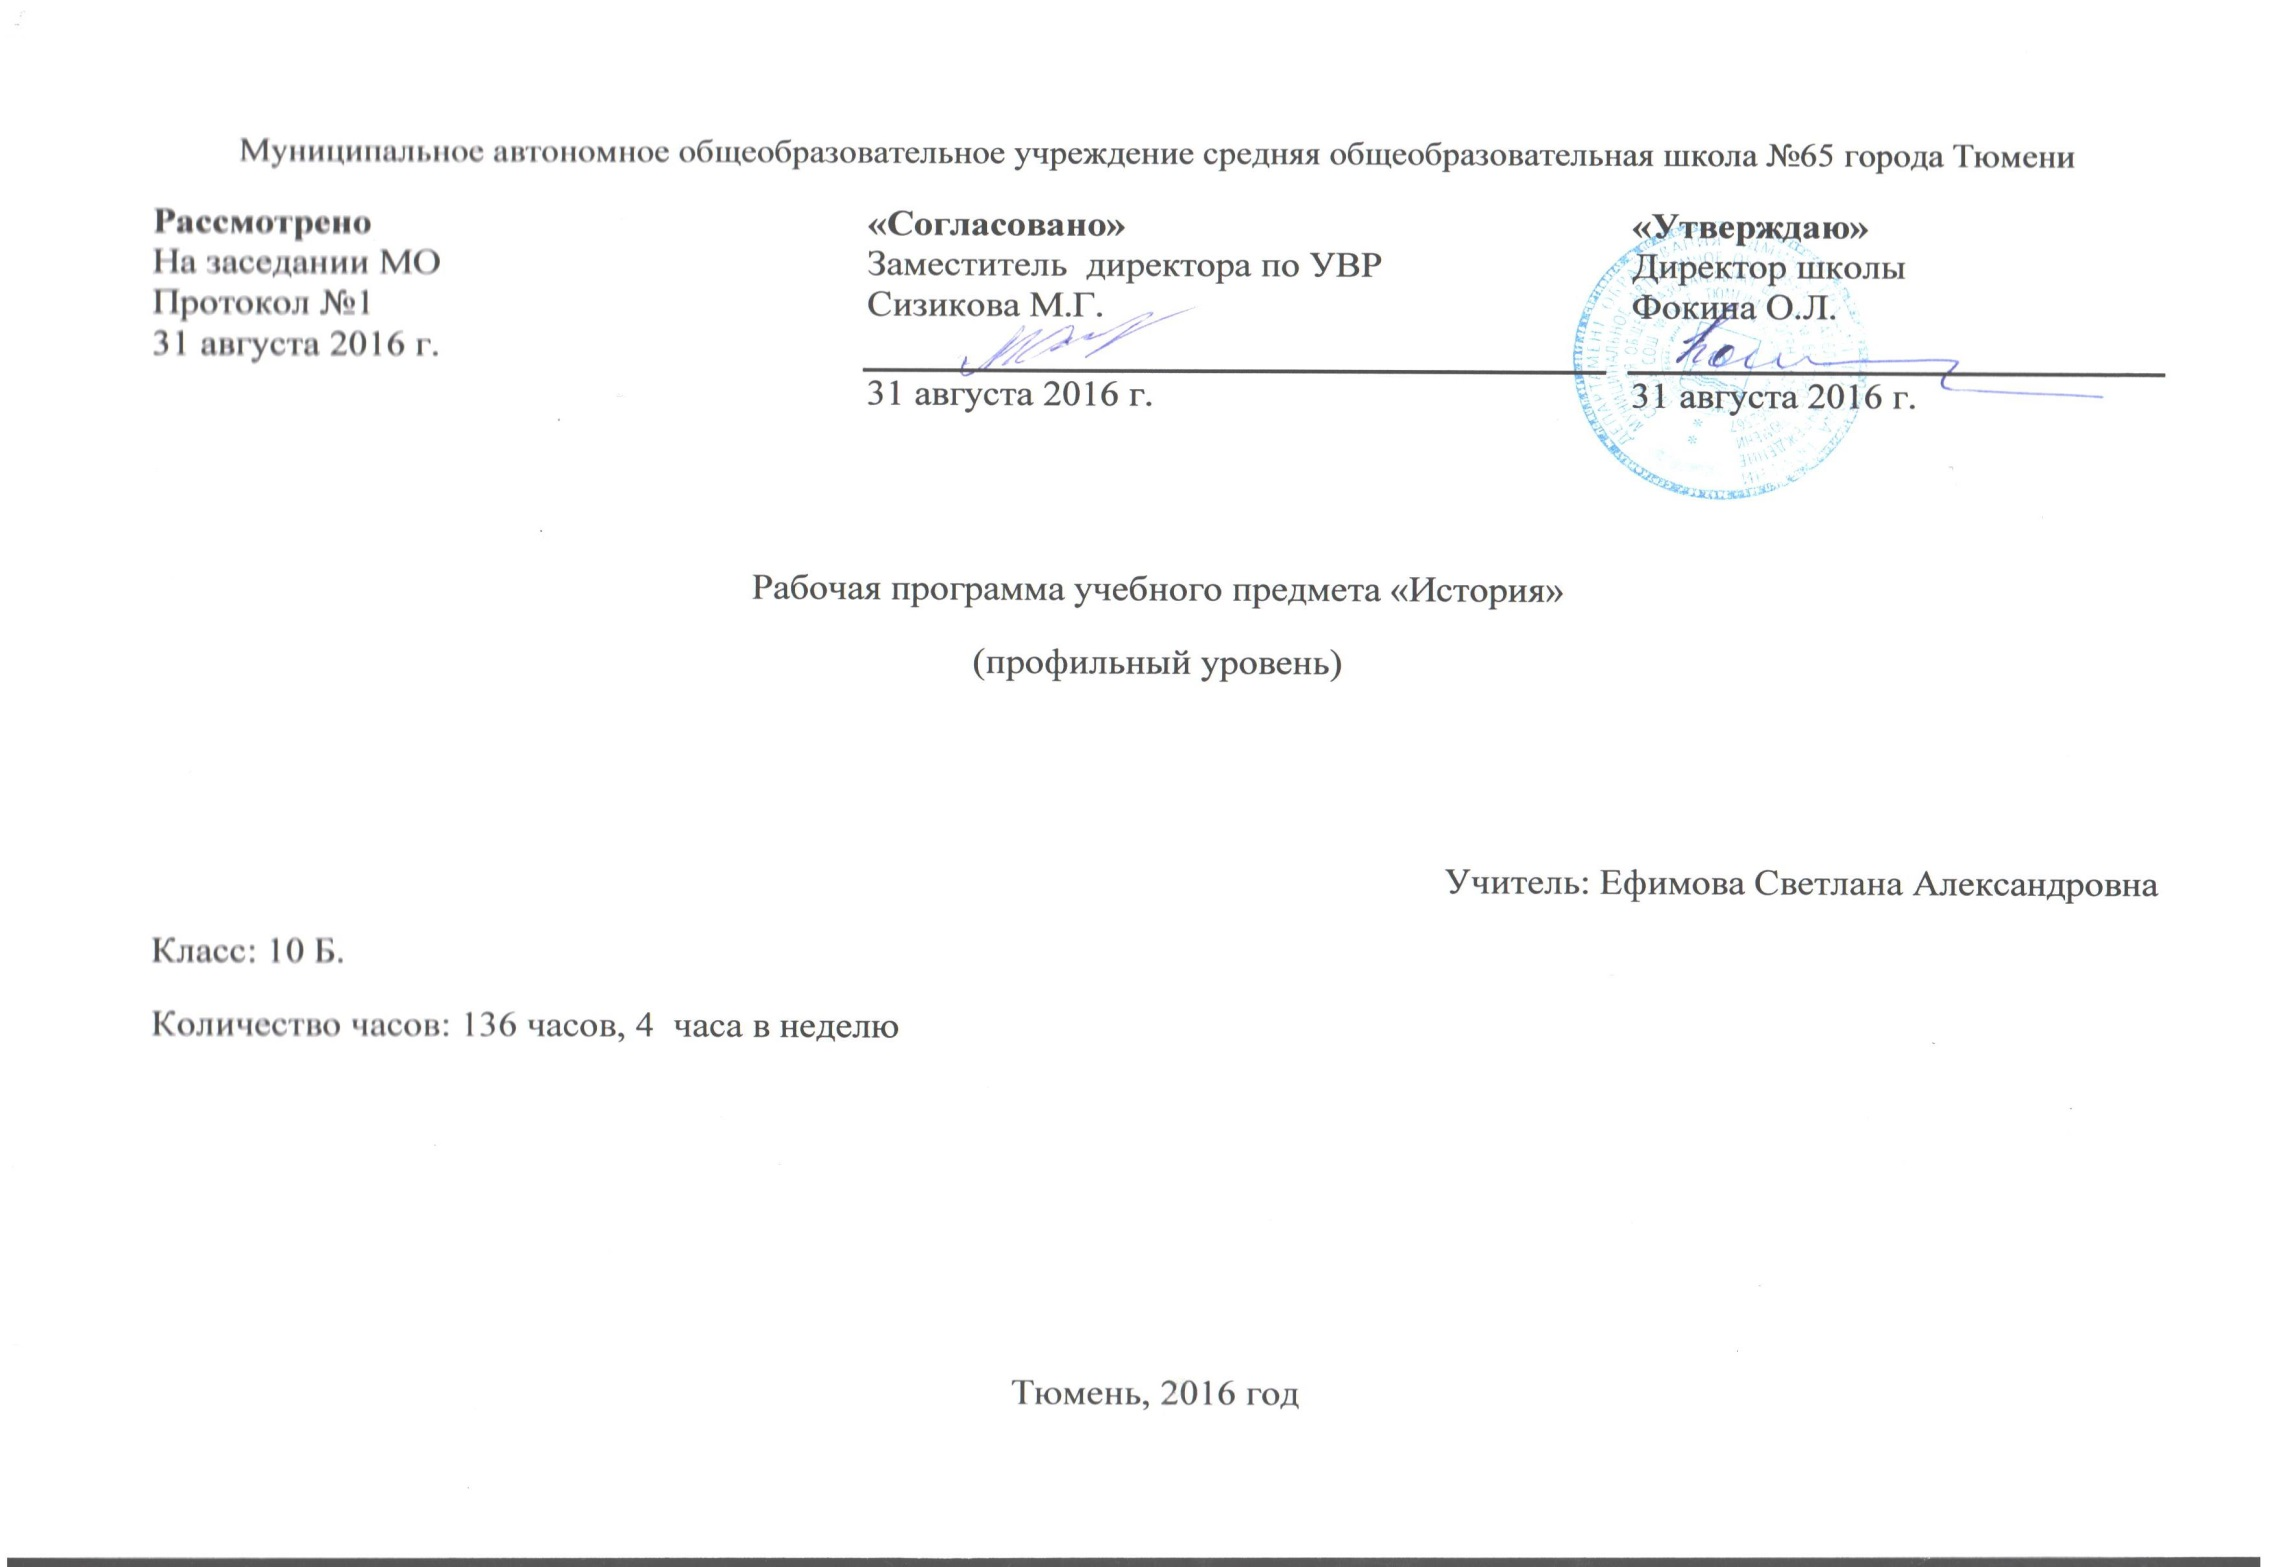 Муниципальное автономное общеобразовательное учреждение средняя общеобразовательная школа №65 города Тюмени
Рассмотрено
На заседании МО
Протокол №1
31 августа 2016 г.
«Согласовано»
Заместитель директора по УВР
Сизикова М.Г.
31 августа 2016 г.
«Утверждаю»
Директор школы
Фокина О.Л.
31 августа 2016 г.
Рабочая программа учебного предмета «История»
(профильный уровень)
Учитель: Ефимова Светлана Александровна
Класс: 10 Б.
Количество часов: 136 часов, 4 часа в неделю
Тюмень, 2016 год